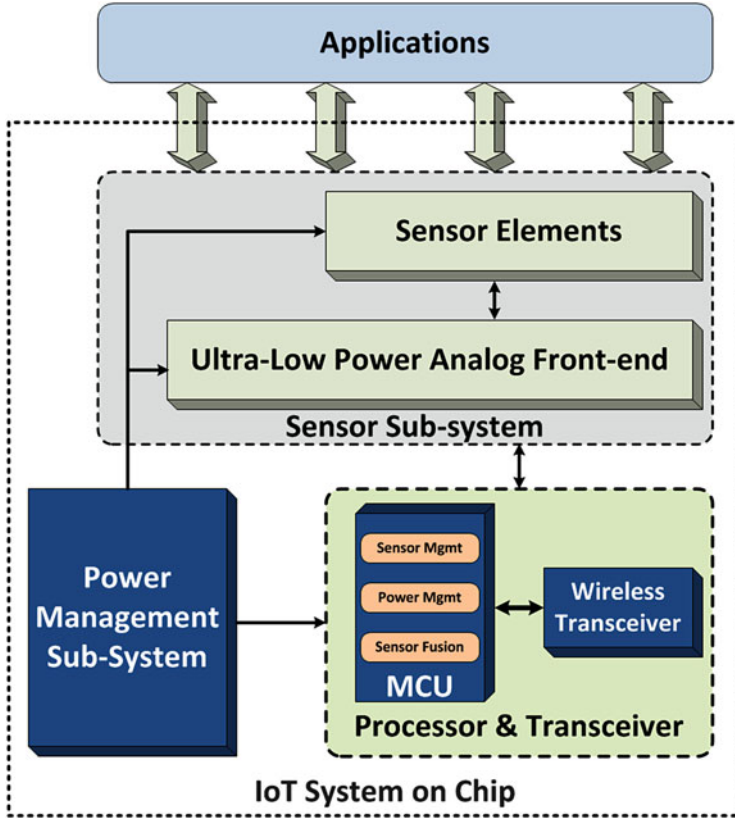 Applications
Sensor Elements
Ultra-Low Power Analog Front-end
Sensor Sub-system
Power
Management
Sub-System
Sensor Mgmt
Power Mgmt
Sensor Fusion
MCU
Wireless
Transceiver
Processor & Transceiver
IoT System on Chip